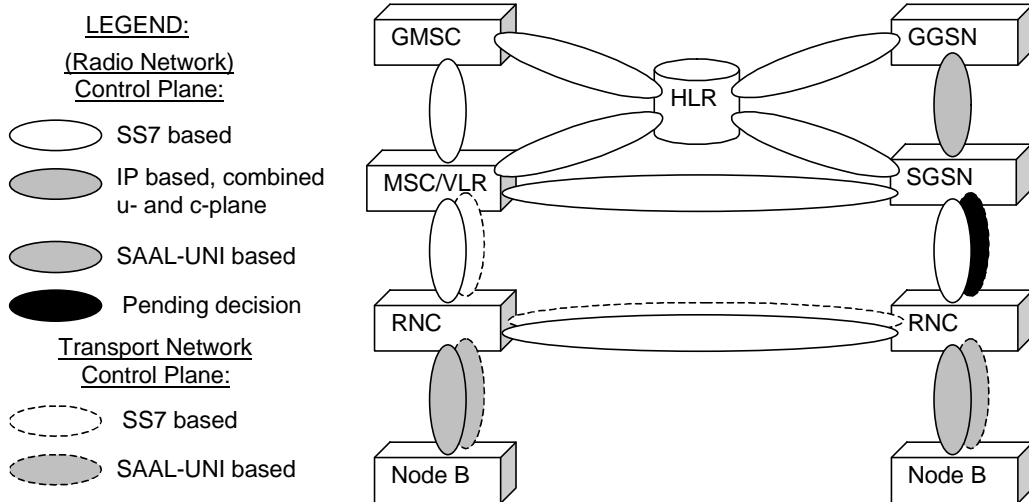 LEGEND:
(Radio Network)
Control Plane:
SS7 based
IP based, combined
u- and c-plane
SAAL-UNI based
Pending decision
Transport Network
Control Plane:
SS7 based
SAAL-UNI based
GMSC
GGSN
HLR
MSC/VLR
SGSN
RNC
RNC
Node B
Node B